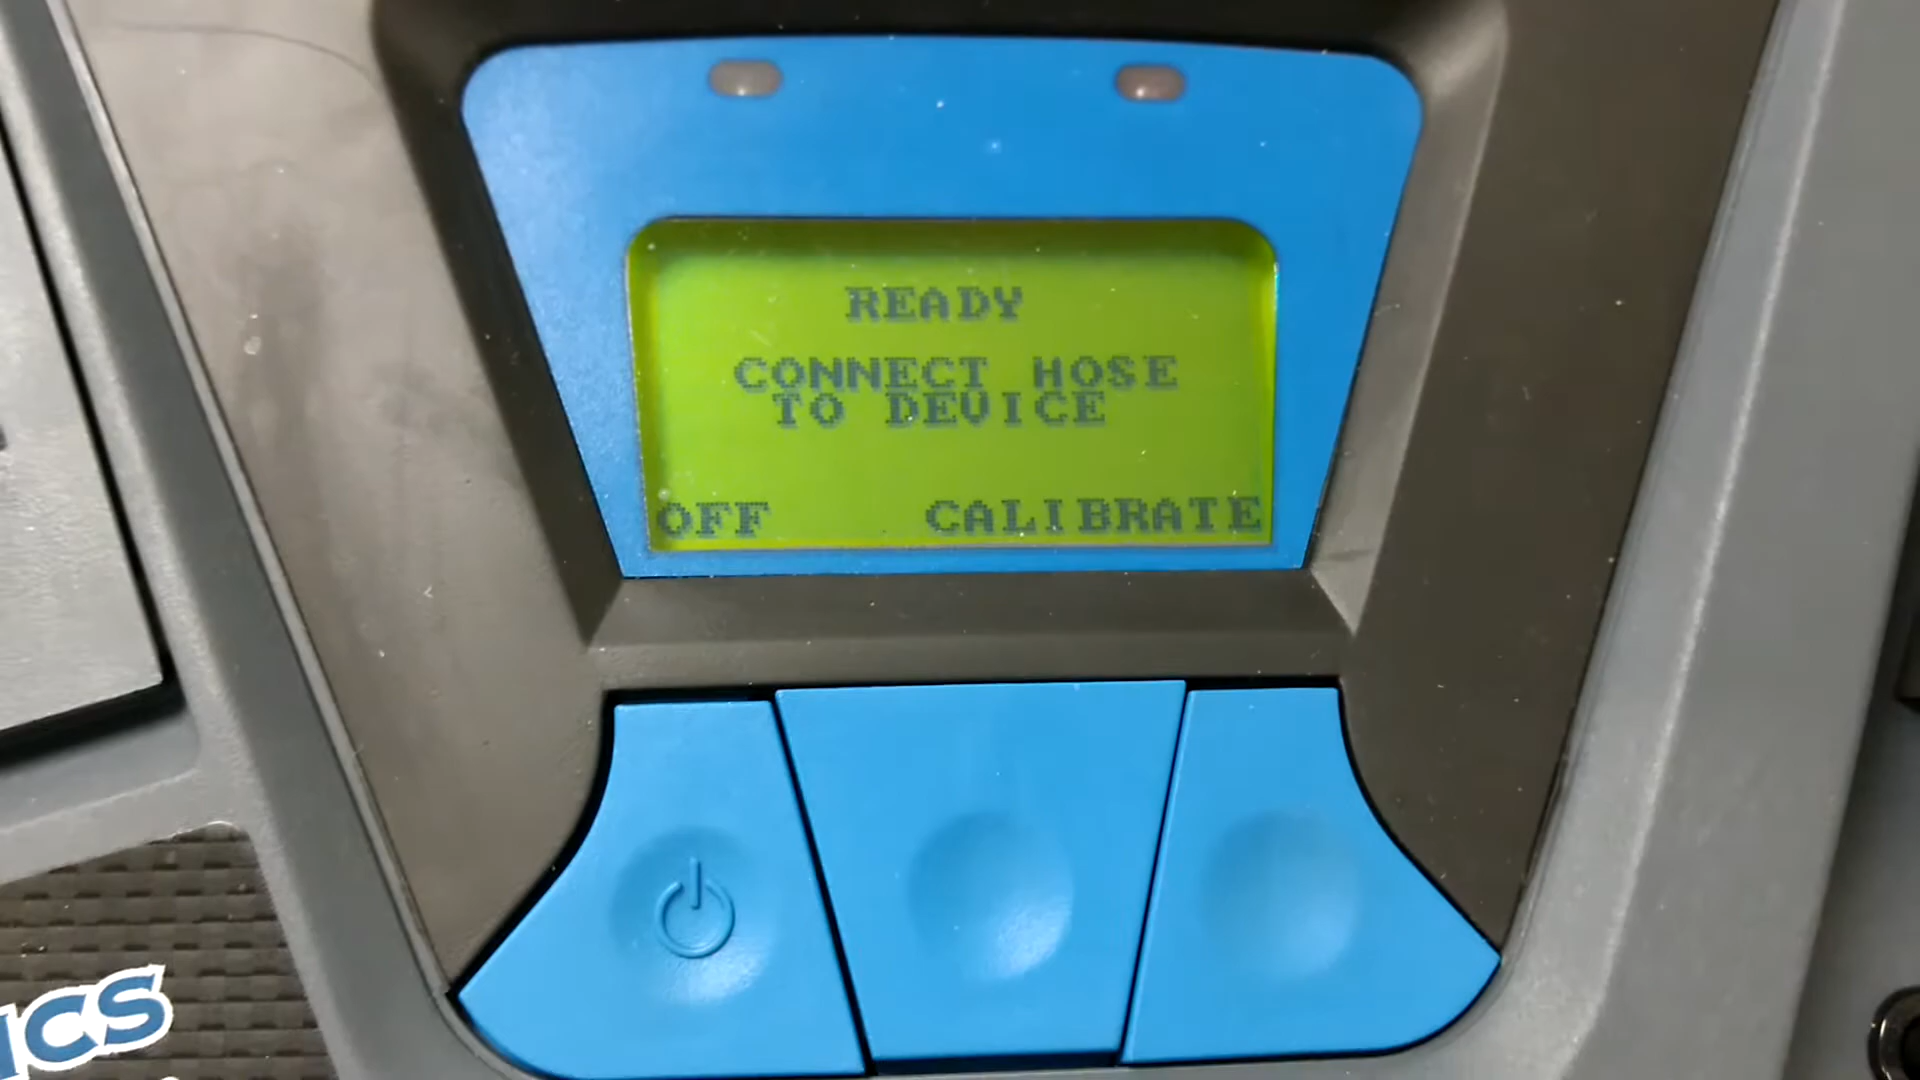 READY
CONNECT HOSE
TO DEVICE
OFF CALIBRATE
ICS